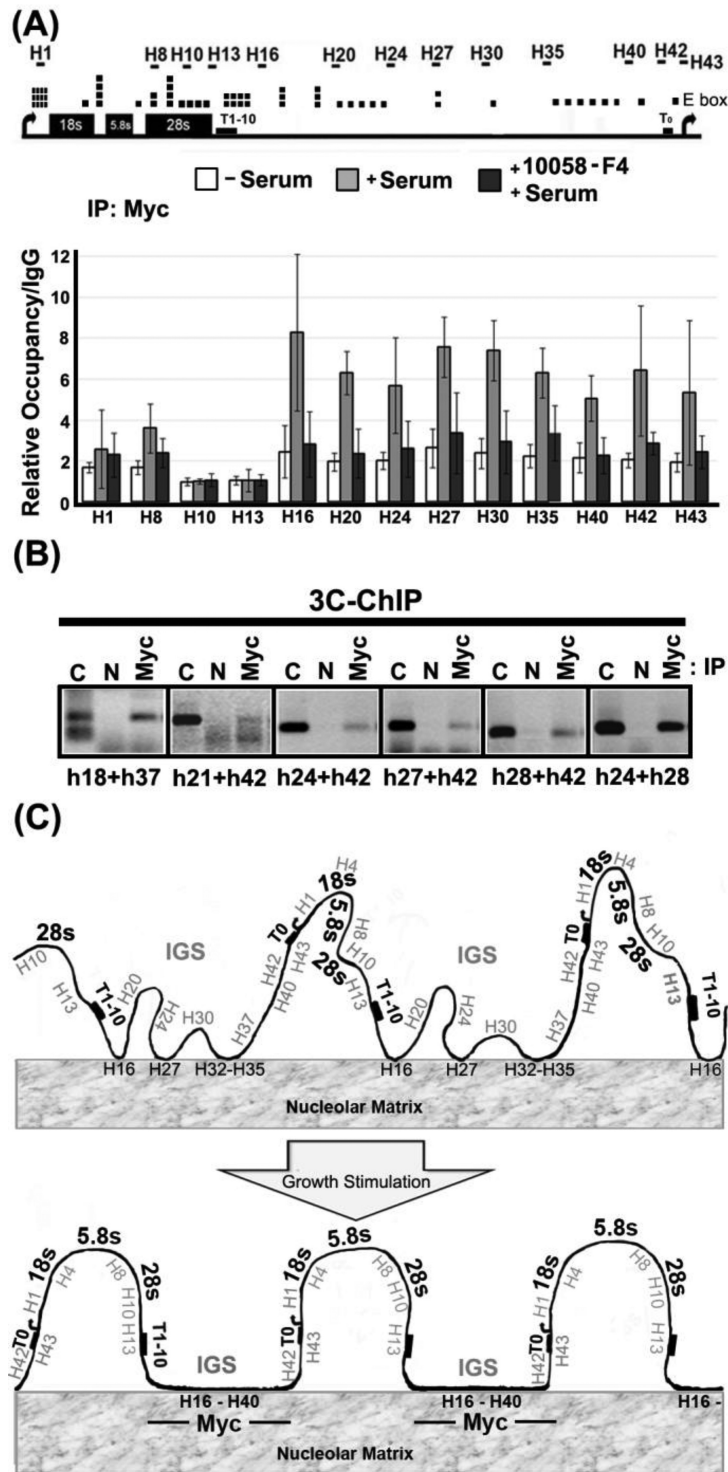 (A)
H1 H8 H10 H13 H16 H20 H24 H27 H30 H35 H40 H42 H43
E box
18s 5.8s 28s T1-10 To
- Serum + Serum +10058-F4 + Serum
IP: Myc
Relative Occupancy/IgG
12
10
8
6
4
2
0
H1 H8 H10 H13 H16 H20 H24 H27 H30 H35 H40 H42 H43
(B)
3C-ChIP
C N Myc C N Myc C N Myc C N Myc C N Myc C N Myc : IP
h18+h37 h21+h42 h24+h42 h27+h42 h28+h42 h24+h28
(C)
H10 28s H13 T1-10 H20 H24 IGS H30 H37 H40 H42 H43 T0 H1 18s H4 5.8s H8 28s H10 H13 T1-10 H20 H24 IGS H30 H37 H40 H42 H43 T0 H1 18s H4 5.8s H8 28s H10 H13 T1-10
H16 H27 H32-H35 H16 H27 H32-H35 H16
Nucleolar Matrix
Growth Stimulation
H42 T0 H43 H1 18s H4 5.8s H8 28s H10 H13 T1-10 IGS H42 T0 H43 H1 18s H4 5.8s H8 28s H10 H13 IGS H42 T0 H43 H1 18s H4 5.8s H8 28s H10 H13
H16 - H40 H16 - H40 H16 -
Myc Myc
Nucleolar Matrix